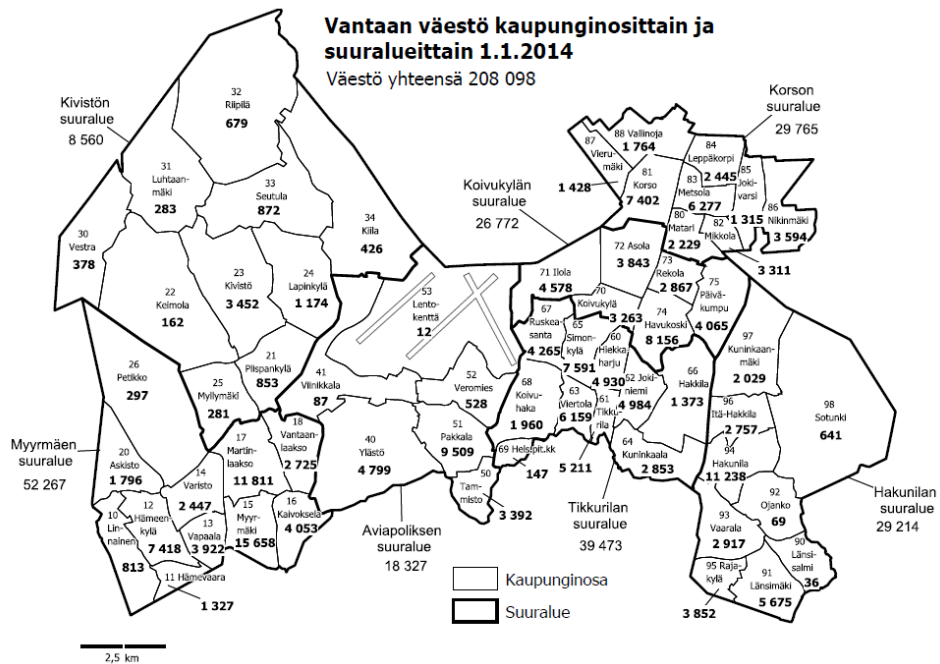 Vantaan väestö kaupunginosittain ja
suuralueittain 1.1.2014
Väestö yhteensä 208 098
Kivistön
suuralue
8 560
32
Riipilä
679
31
Luhtaan-
mäki
283
33
Seutula
872
34
Kiila
426
30
Vestra
378
22
Keimola
162
23
Kivistö
3 452
24
Lapinkylä
1 174
21
Piispankylä
853
25
Myllymäki
281
Myyrmäen
suuralue
52 267
26
Petikko
297
20
Askisto
1 796
14
Varisto
2 447
17
Martin-
laakso
11 811
18
Vantaan-
laakso
2 725
10
Lin-
nainen
813
12
Hämeen-
kylä
7 418
13
Vapaala
3 922
15
Myyr-
mäki
15 658
16
Kaivoksela
4 053
11 Hämevaara
1 327
Aviapoliksen
suuralue
18 327
53
Lento-
kenttä
12
41
Viinikkala
87
52
Veromies
528
40
Ylästö
4 799
51
Pakkala
9 509
50
Tam-
misto
3 392
Koivukylän
suuralue
26 772
71 Ilola
4 578
72 Asola
3 843
70
Koivukylä
3 263
73
Rekola
2 867
74
Havukoski
8 156
75
Päivä-
kumpu
4 065
Korson
suuralue
29 765
88 Vallinoja
1 764
87
Vieru-
mäki
1 428
81
Korso
7 402
84
Leppäkorpi
2 445
83
Metsola
6 277
85
Joki-
varsi
1 315
86
Nikinmäki
3 594
80
Matari
2 229
82
Mikkola
3 311
Tikkurilan
suuralue
39 473
67
Ruskea-
santa
4 265
65
Simon-
kylä
7 591
60
Hiekka-
harju
4 930
62 Joki-
niemi
4 984
66
Hakkila
1 373
68
Koivu-
haka
1 960
63
Viertola
6 159
61
Tikku-
rila
5 211
64
Kuninkaala
2 853
69 Helsgpit.kk
147
Hakunilan
suuralue
29 214
97
Kuninkaanmäki
2 029
96
Itä-Hakkila
2 757
98
Sotunki
641
94
Hakunila
11 238
92
Ojanko
69
93
Vaarala
2 917
90
Länsi-
salmi
36
95 Raja-
kylä
3 852
91
Länsimäki
5 675
Kaupunginosa
Suuralue
2,5 km